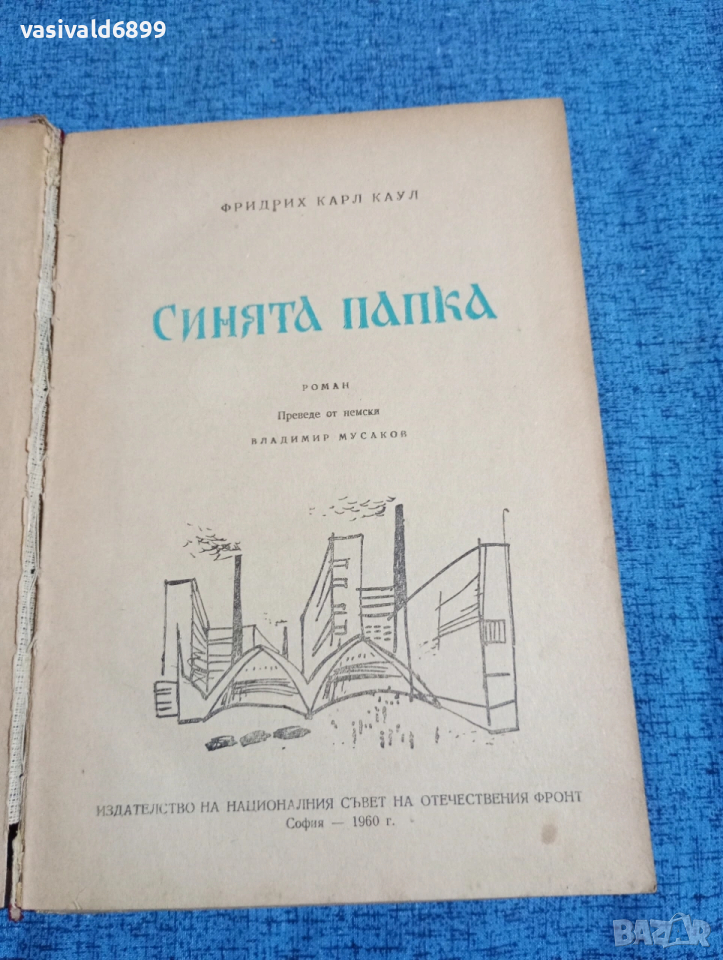 vasivald6899
ФРИДРИХ КАРЛ КАУЛ
СИНЯТА ПАПКА
РОМАН
Преведе от немски
ВЛАДИМИР МУСАКОВ
ИЗДАТЕЛСТВО НА НАЦИОНАЛНИЯ СЪВЕТ НА ОТЕЧЕСТВЕНИЯ ФРОНТ
София — 1960 г.
BAZAR